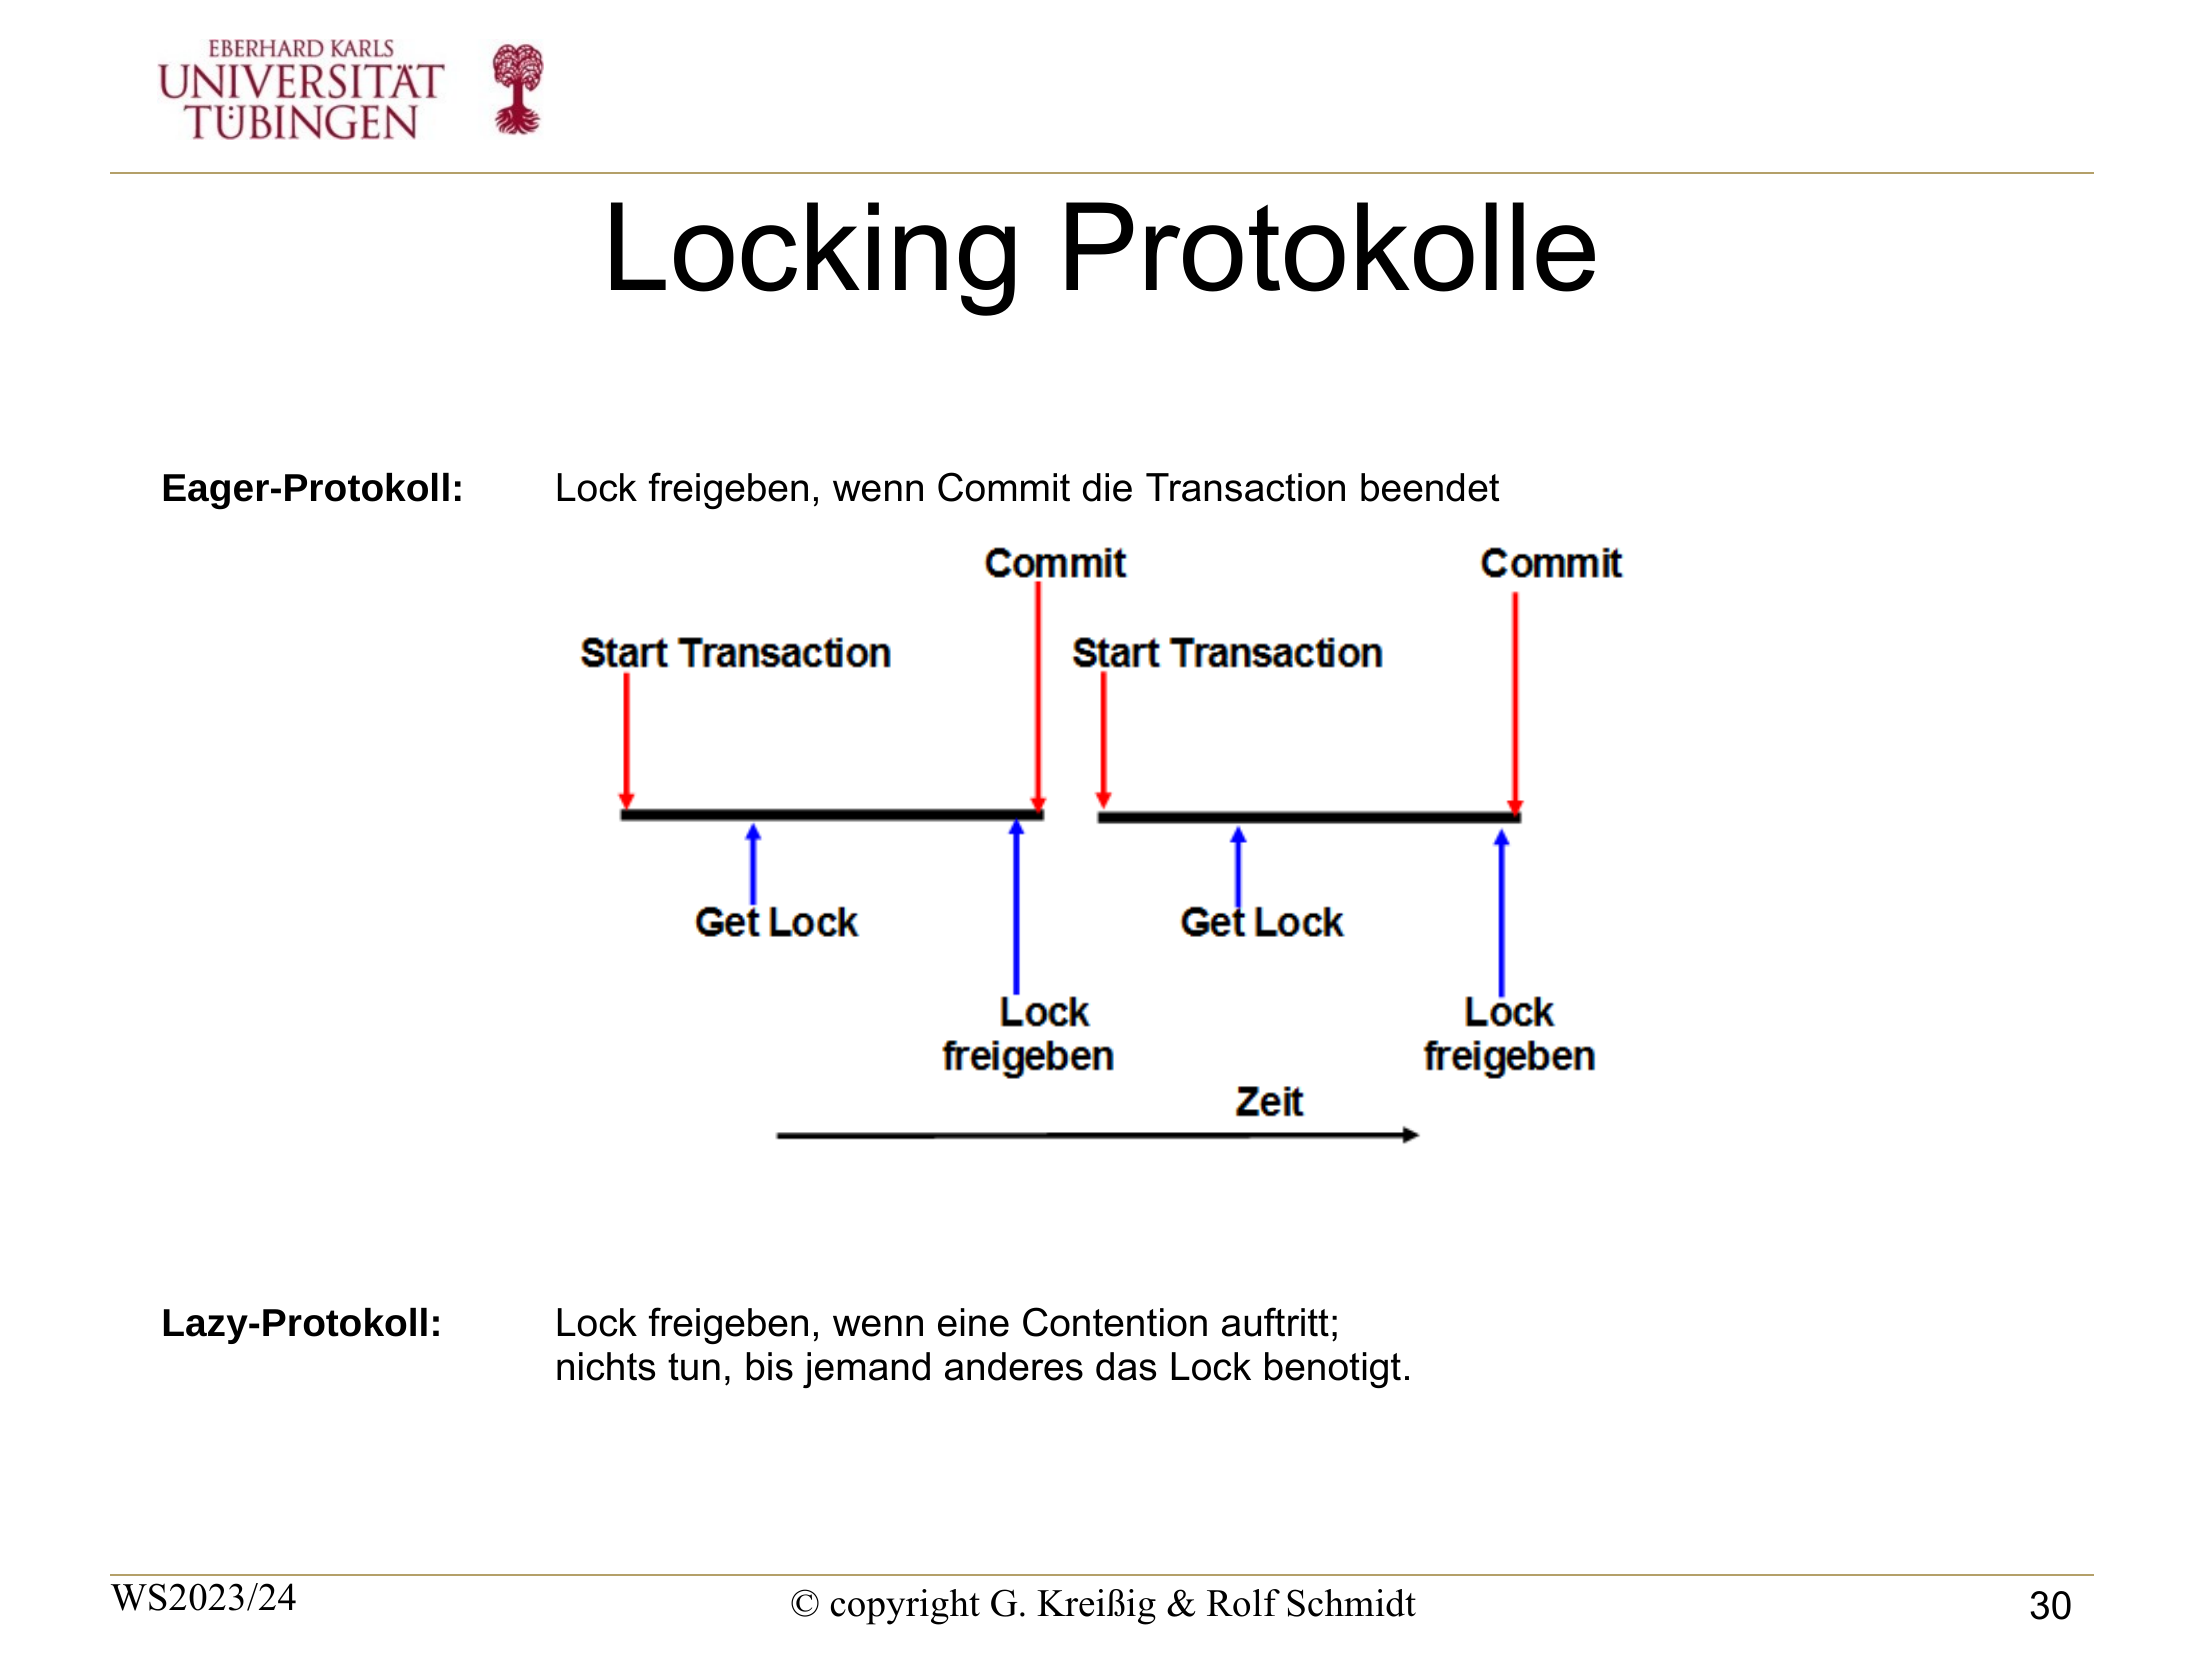 EBERHARD KARLS
UNIVERSITÄT
TÜBINGEN
Locking Protokolle
Eager-Protokoll: Lock freigeben, wenn Commit die Transaction beendet
Commit Commit
Start Transaction Start Transaction
Get Lock Get Lock
Lock Lock
freigeben freigeben
Zeit
Lazy-Protokoll: Lock freigeben, wenn eine Contention auftritt;
nichts tun, bis jemand anderes das Lock benotigt.
WS2023/24 © copyright G. Kreißig & Rolf Schmidt 30